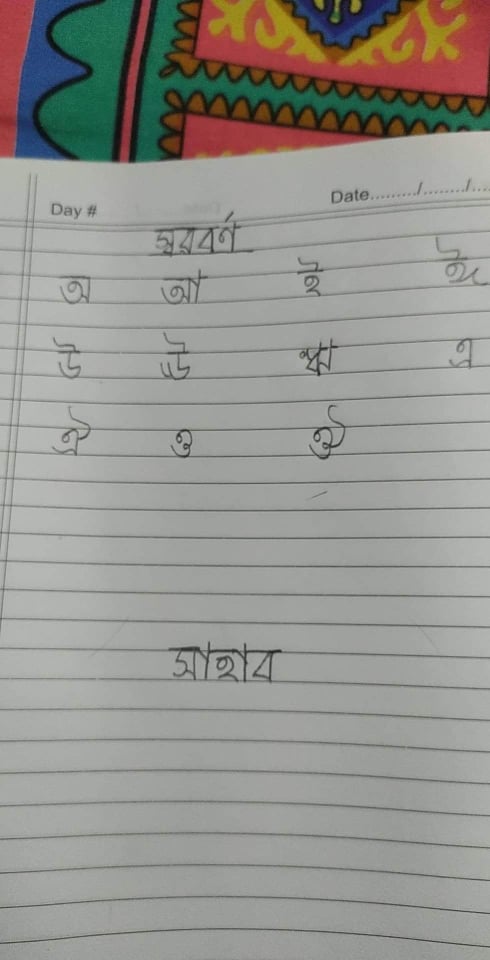 Day #
Date........./......../....
স্বরবর্ণ
অ আ ই ঈ
উ ঊ ঋ এ
ঐ ও ঔ
সাহাব